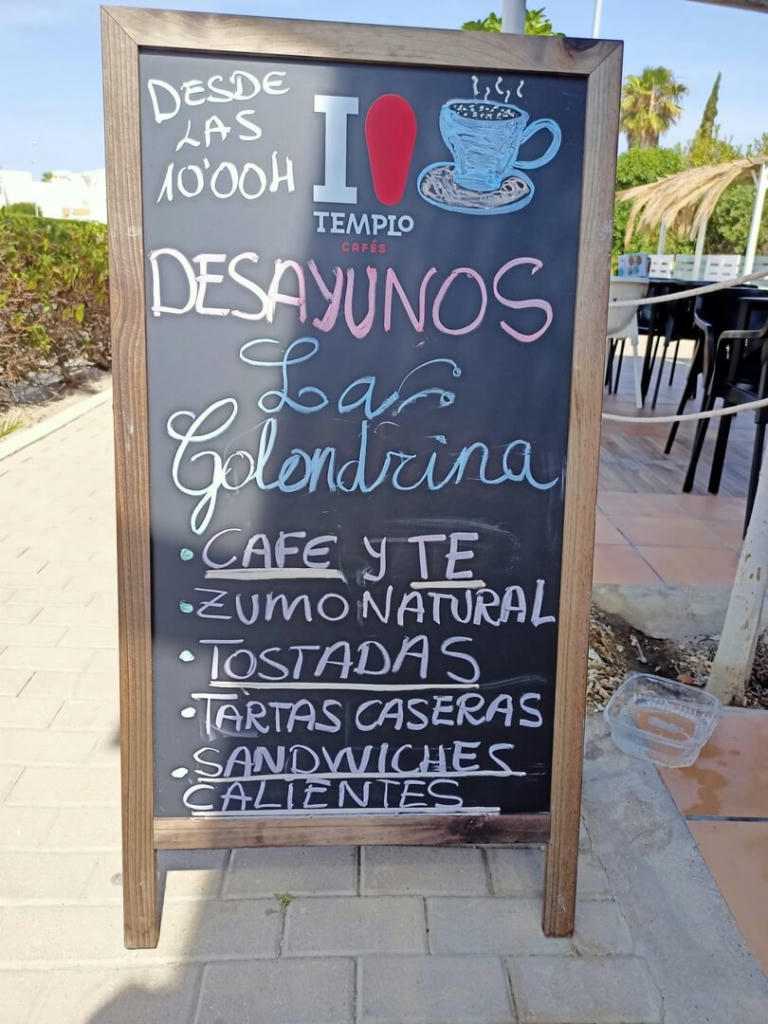 DESDE
LAS
10'00H
I
TEMPLO
CAFÉS
DESAYUNOS
La
Golondrina
• CAFE Y TE
• ZUMO NATURAL
• TOSTADAS
• TARTAS CASERAS
• SANDWICHES
CALIENTES